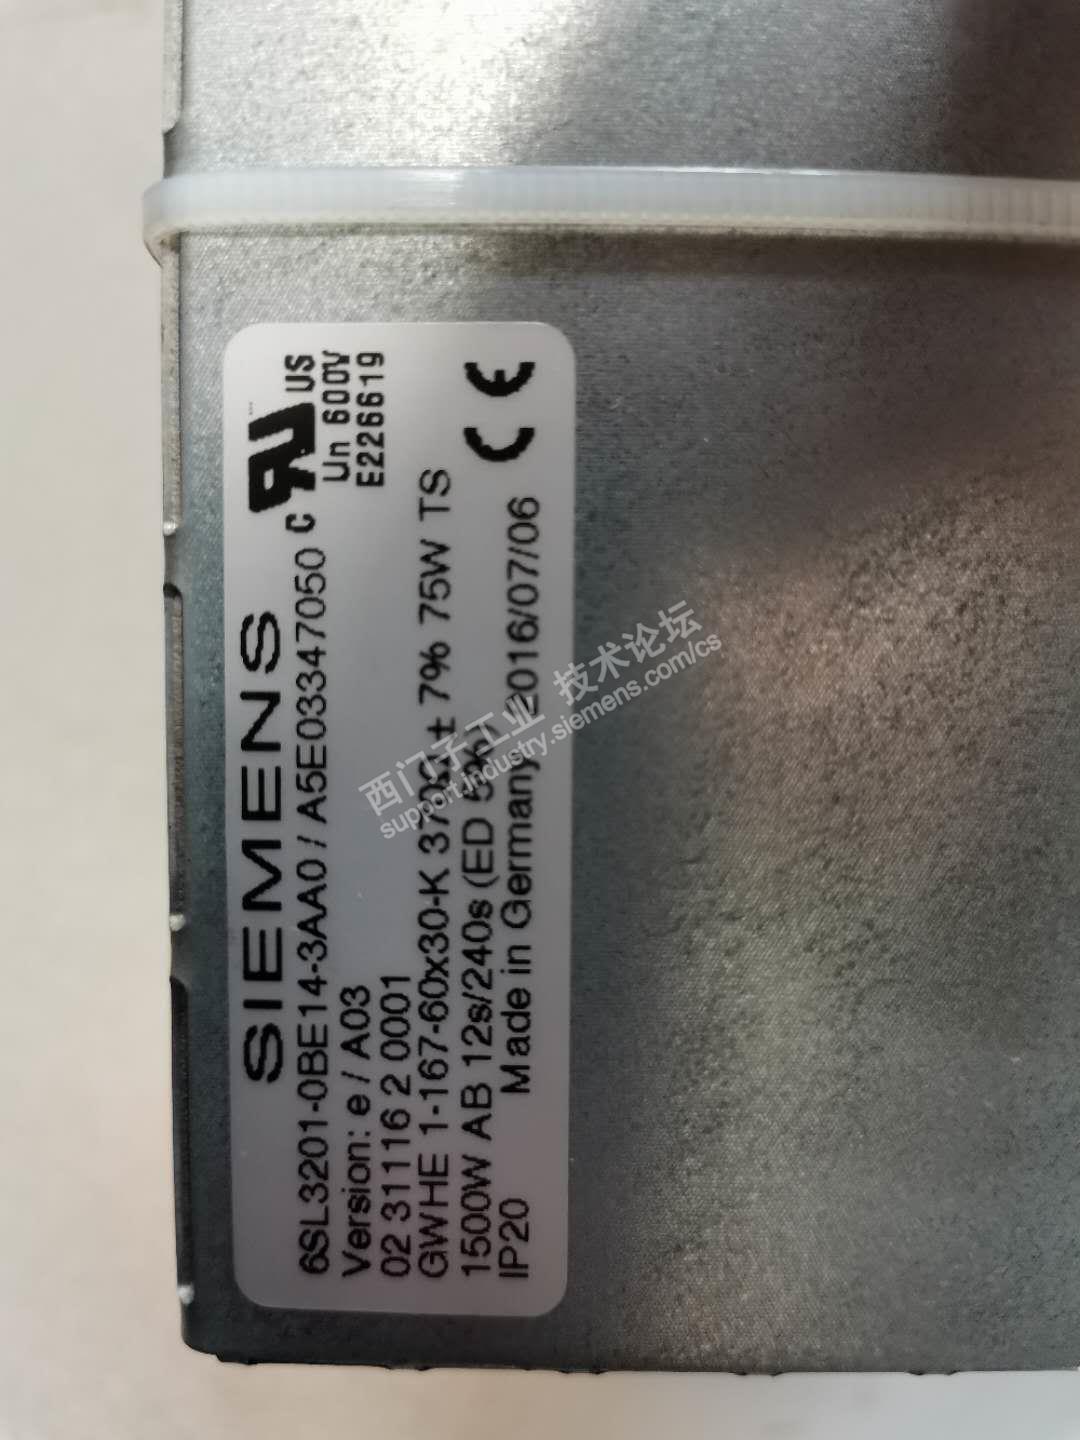 SIEMENS
6SL3201-0BE14-3AA0 / A5E03347050
Version: e / A03
02 31116 2 0001
GWHE 1-167-60x30-K 370Ω ± 7% 75W TS
1500W AB 12s/240s (ED 5%)
IP20 Made in Germany 2016/07/06
c US
Un 600V
E226619
CE
西门子工业 技术论坛
support.industry.siemens.com/cs